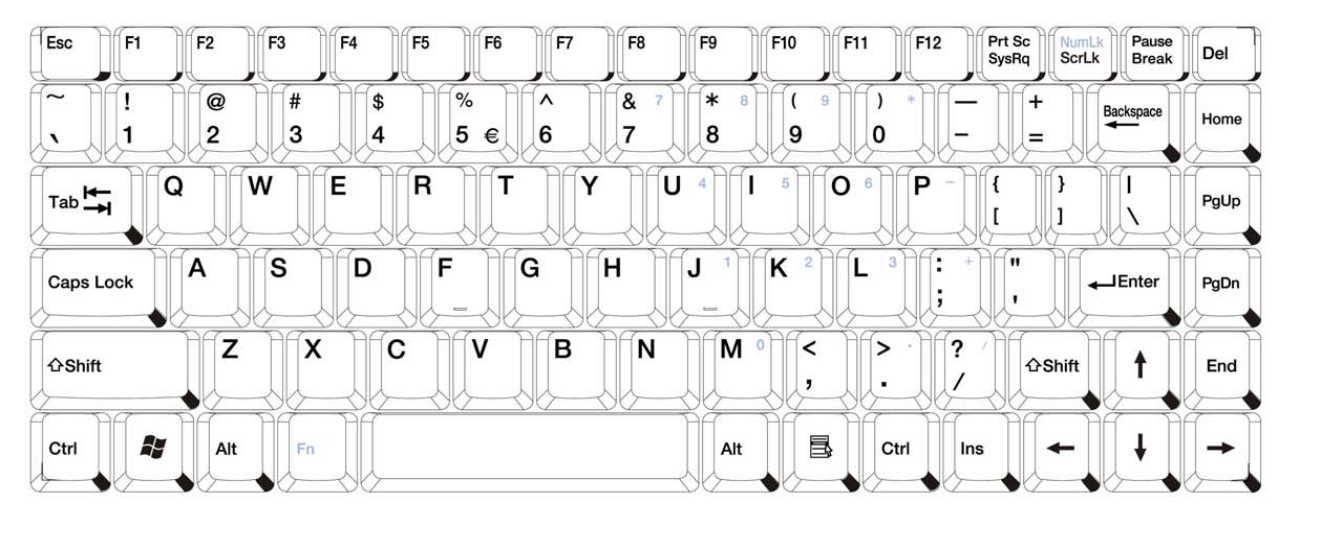 Esc F1 F2 F3 F4 F5 F6 F7 F8 F9 F10 F11 F12 Prt Sc NumLk Pause Del
SysRq ScrLk Break
~ ! @ # $ % ^ & 7 * 8 ( 9 ) * — + Backspace Home
` 1 2 3 4 5 € 6 7 8 9 0 - =
Tab Q W E R T Y U 4 I 5 O 6 P - { } | PgUp
[ ] \
Caps Lock A S D F G H J 1 K 2 L 3 : + " Enter PgDn
; '
Shift Z X C V B N M 0 < > . ? / Shift End
, . /
Ctrl Alt Fn Alt Ctrl Ins